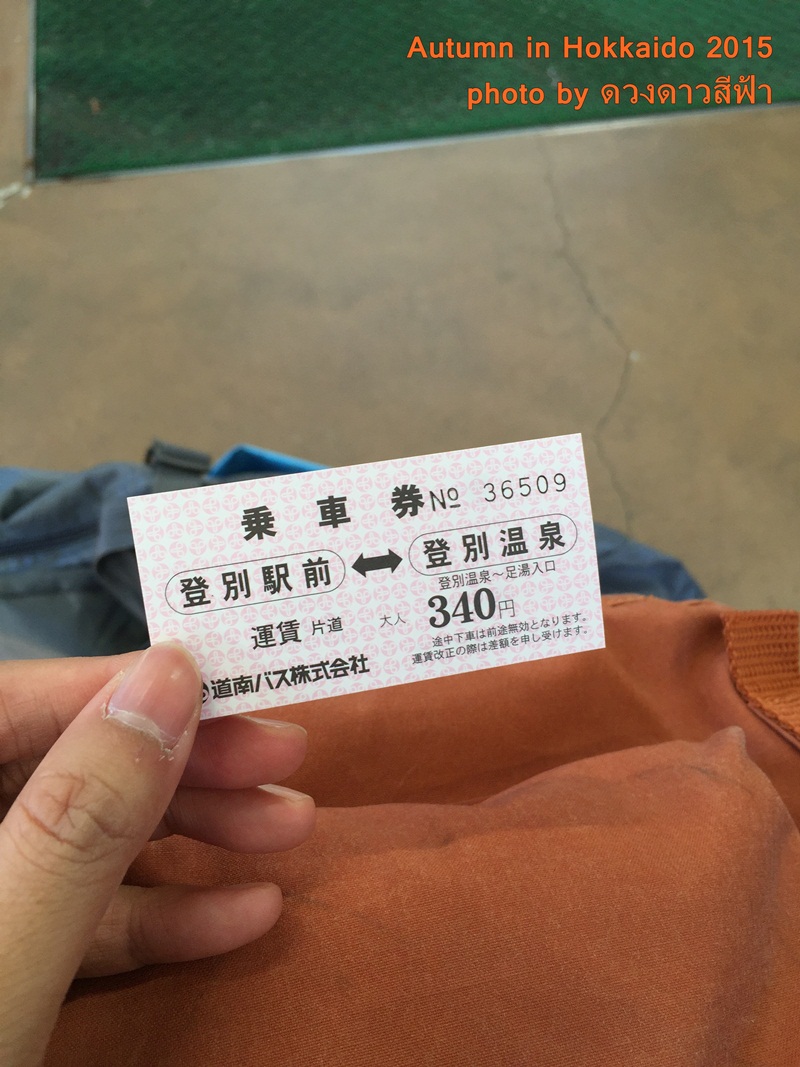 Autumn in Hokkaido 2015
photo by ดวงดาวสีฟ้า
乗車券 No 36509
登別駅前 ↔ 登別温泉
登別温泉～足湯入口
運賃 片道 大人 340円
途中下車は前途無効となります。
運賃改正の際は差額を申し受けます。
道南バス株式会社